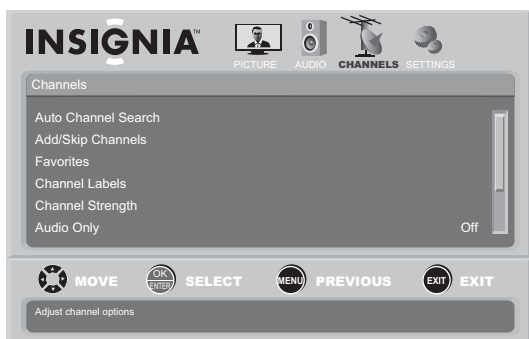 INSIGNIA™
PICTURE AUDIO CHANNELS SETTINGS
Channels
Auto Channel Search
Add/Skip Channels
Favorites
Channel Labels
Channel Strength
Audio Only Off
MOVE OK ENTER SELECT MENU PREVIOUS EXIT EXIT
Adjust channel options